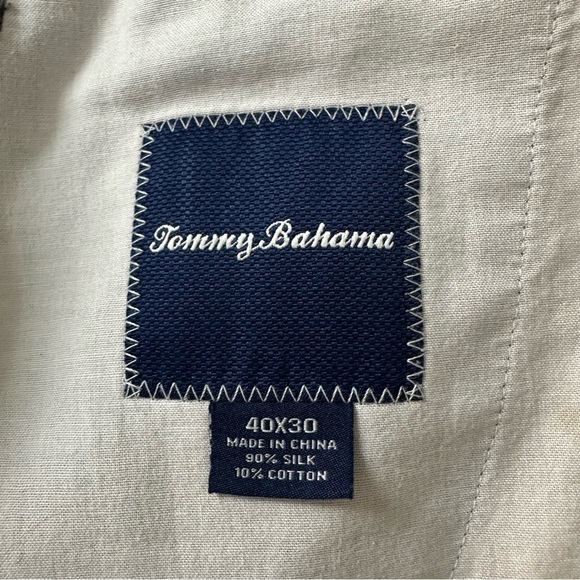 Tommy Bahama
40X30
MADE IN CHINA
90% SILK
10% COTTON